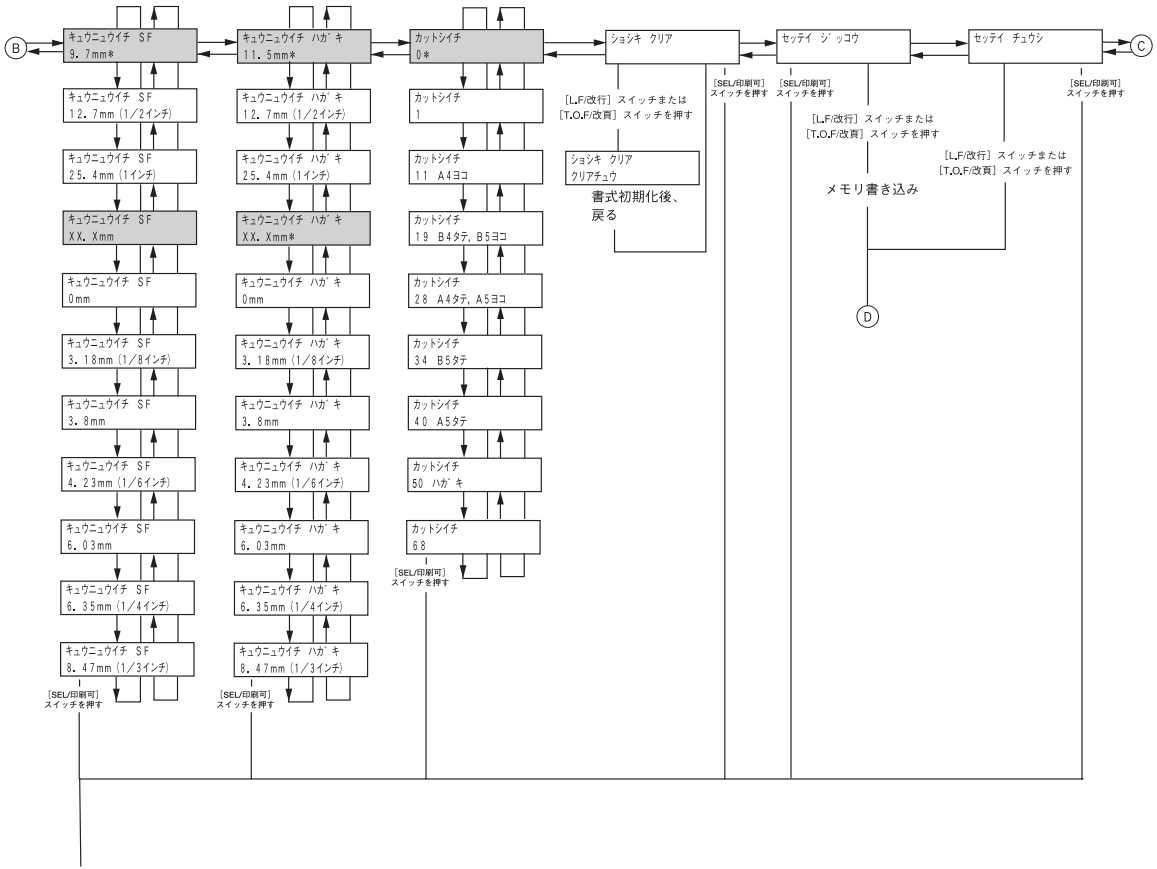 B
キュウニュウイチ SF
9.7mm*
キュウニュウイチ SF
12.7mm(1/2インチ)
キュウニュウイチ SF
25.4mm(1インチ)
キュウニュウイチ SF
XX.Xmm
キュウニュウイチ SF
0mm
キュウニュウイチ SF
3.18mm(1/8インチ)
キュウニュウイチ SF
3.8mm
キュウニュウイチ SF
4.23mm(1/6インチ)
キュウニュウイチ SF
6.03mm
キュウニュウイチ SF
6.35mm(1/4インチ)
キュウニュウイチ SF
8.47mm(1/3インチ)
[SEL/印刷可]
スイッチを押す
キュウニュウイチ ハガキ
11.5mm*
キュウニュウイチ ハガキ
12.7mm(1/2インチ)
キュウニュウイチ ハガキ
25.4mm(1インチ)
キュウニュウイチ ハガキ
XX.Xmm*
キュウニュウイチ ハガキ
0mm
キュウニュウイチ ハガキ
3.18mm(1/8インチ)
キュウニュウイチ ハガキ
3.8mm
キュウニュウイチ ハガキ
4.23mm(1/6インチ)
キュウニュウイチ ハガキ
6.03mm
キュウニュウイチ ハガキ
6.35mm(1/4インチ)
キュウニュウイチ ハガキ
8.47mm(1/3インチ)
[SEL/印刷可]
スイッチを押す
カットシイチ
0*
カットシイチ
1
カットシイチ
11 A4ヨコ
カットシイチ
19 B4タテ,B5ヨコ
カットシイチ
28 A4タテ,A5ヨコ
カットシイチ
34 B5タテ
カットシイチ
40 A5タテ
カットシイチ
50 ハガキ
カットシイチ
68
[SEL/印刷可]
スイッチを押す
ショシキ クリア
[L.F/改行] スイッチまたは
[T.O.F/改頁] スイッチを押す
ショシキ クリア
クリアチュウ
書式初期化後、
戻る
[SEL/印刷可]
スイッチを押す
セッテイ ジッコウ
[SEL/印刷可]
スイッチを押す
[L.F/改行] スイッチまたは
[T.O.F/改頁] スイッチを押す
メモリ書き込み
D
セッテイ チュウシ
[L.F/改行] スイッチまたは
[T.O.F/改頁] スイッチを押す
[SEL/印刷可]
スイッチを押す
C